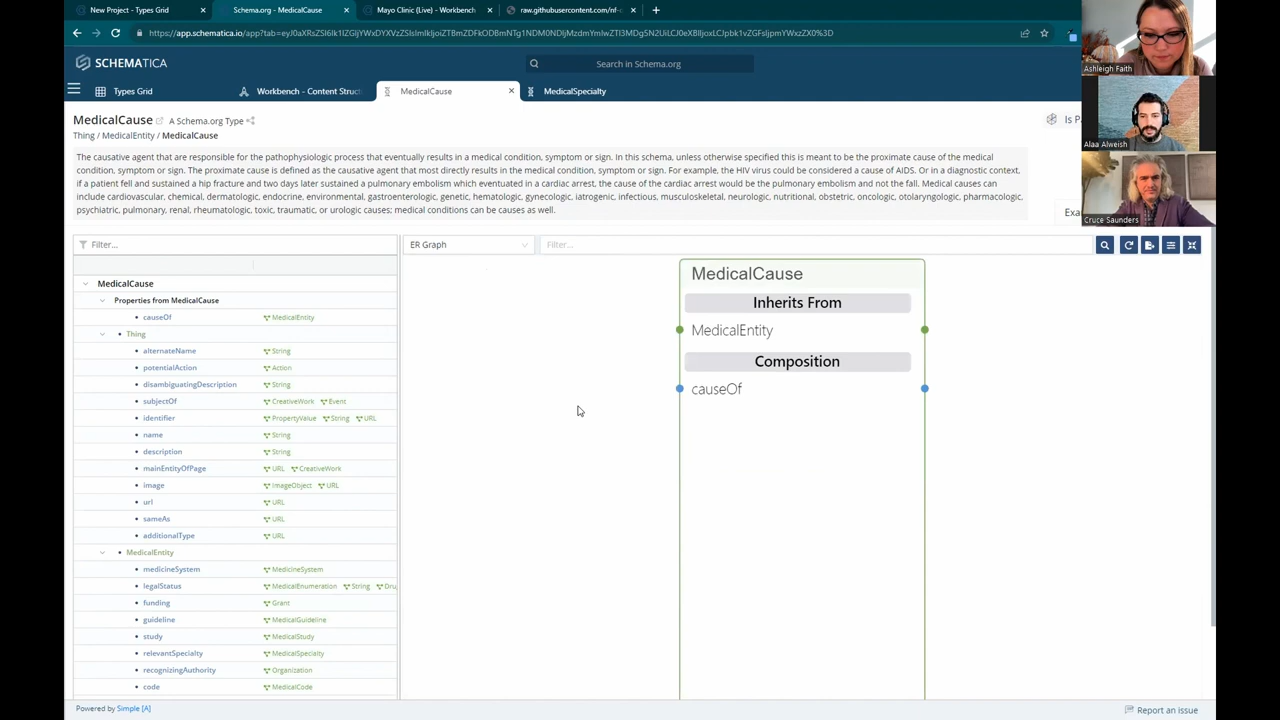 New Project - Types Grid
Schema.org - MedicalCause
Mayo Clinic (Live) - Workbench
raw.githubusercontent.com/nf-c
Ashleigh Faith
SCHEMATICA
Search in Schema.org
Types Grid
Workbench - Content Struct
MedicalCause
MedicalSpecialty
MedicalCause
A Schema.org Type
Is P
Thing / MedicalEntity / MedicalCause
Alaa Alweish
The causative agent that are responsible for the pathophysiologic process that eventually results in a medical condition, symptom or sign. In this schema, unless otherwise specified this is meant to be the proximate cause of the medical
condition, symptom or sign. The proximate cause is defined as the causative agent that most directly results in the medical condition, symptom or sign. For example, the HIV virus could be considered a cause of AIDS. Or in a diagnostic context,
if a patient fell and sustained a hip fracture and two days later sustained a pulmonary embolism which eventuated in a cardiac arrest, the cause of the cardiac arrest would be the pulmonary embolism and not the fall. Medical causes can
include cardiovascular, chemical, dermatologic, endocrine, environmental, gastroenterologic, genetic, hematologic, gynecologic, iatrogenic, infectious, musculoskeletal, neurologic, nutritional, obstetric, oncologic, otolaryngologic, pharmacologic,
psychiatric, pulmonary, renal, rheumatologic, toxic, traumatic, or urologic causes; medical conditions can be causes as well.
Exa
Cruce Saunders
Filter...
ER Graph
Filter...
MedicalCause
Properties from MedicalCause
causeOf MedicalEntity
Thing
alternateName String
potentialAction Action
disambiguatingDescription String
subjectOf CreativeWork Event
identifier PropertyValue String URL
name String
description String
mainEntityOfPage URL CreativeWork
image ImageObject URL
url URL
sameAs URL
additionalType URL
MedicalEntity
medicineSystem MedicineSystem
legalStatus MedicalEnumeration String Dru
funding Grant
guideline MedicalGuideline
study MedicalStudy
relevantSpecialty MedicalSpecialty
recognizingAuthority Organization
code MedicalCode
MedicalCause
Inherits From
MedicalEntity
Composition
causeOf
Powered by Simple [A]
Report an issue